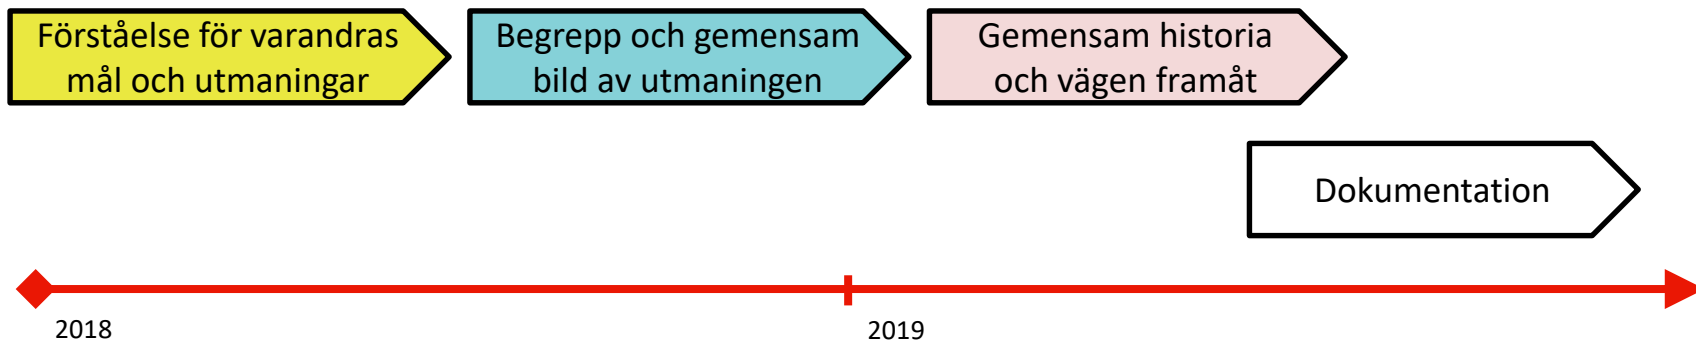 Förståelse för varandras
mål och utmaningar
Begrepp och gemensam
bild av utmaningen
Gemensam historia
och vägen framåt
Dokumentation
2018
2019